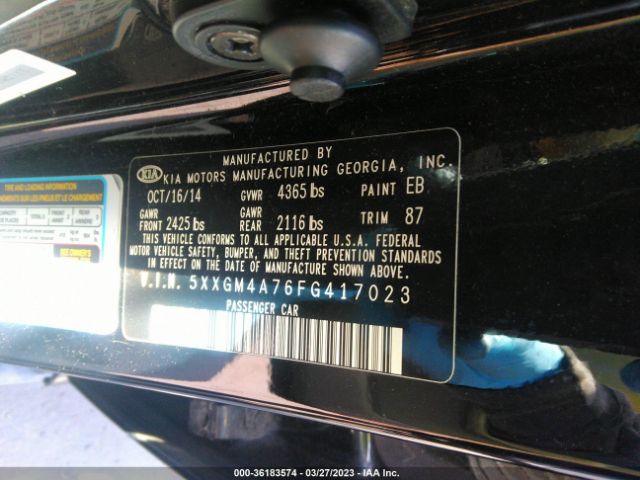 MANUFACTURED BY
KIA KIA MOTORS MANUFACTURING GEORGIA, INC.
OCT/16/14 GVWR 4365 lbs PAINT EB
GAWR FRONT 2425 lbs GAWR REAR 2116 lbs TRIM 87
THIS VEHICLE CONFORMS TO ALL APPLICABLE U.S.A. FEDERAL
MOTOR VEHICLE SAFETY, BUMPER, AND THEFT PREVENTION STANDARDS
IN EFFECT ON THE DATE OF MANUFACTURE SHOWN ABOVE.
V.I.N. 5XXGM4A76FG417023
PASSENGER CAR
TIRE AND LOADING INFORMATION
000-36183574 / 03/27/2023 / IAA Inc.